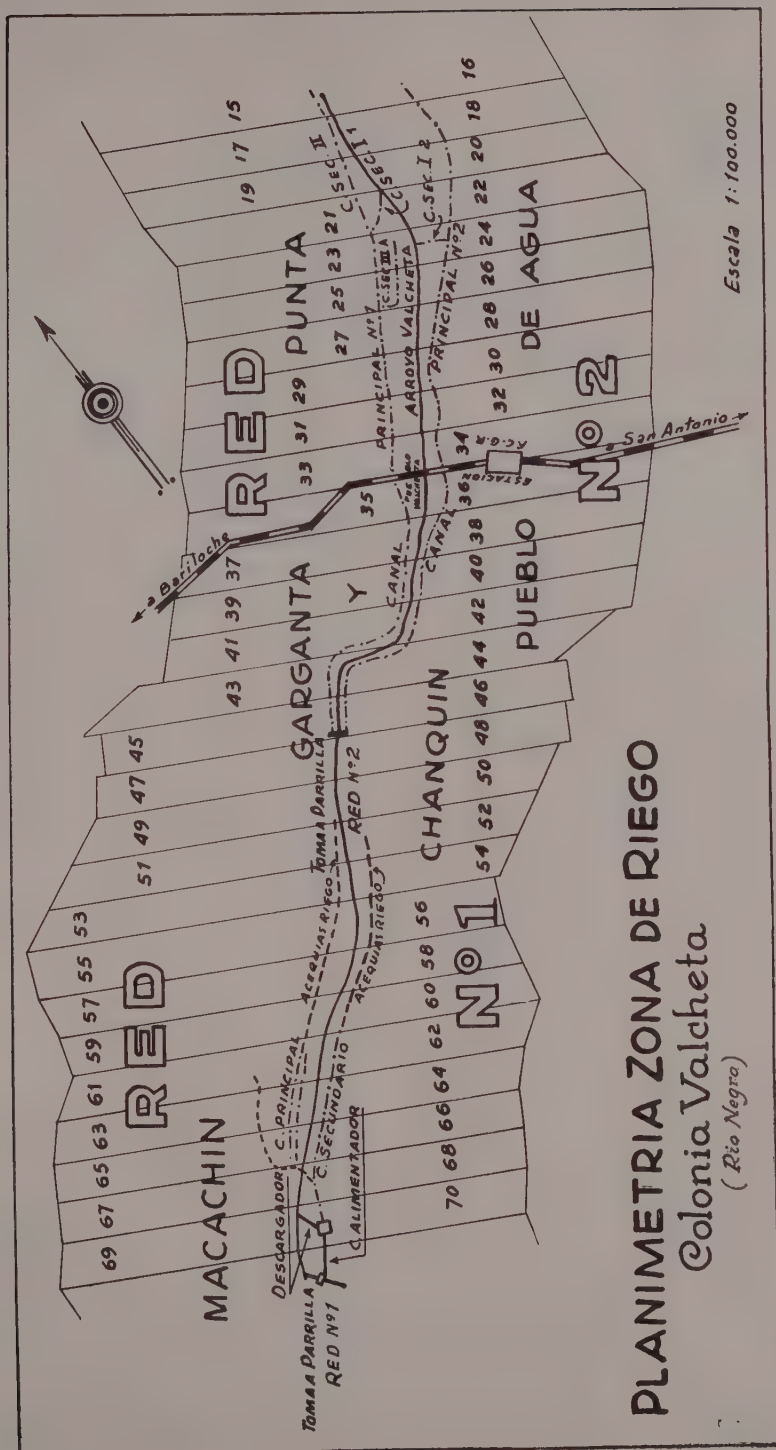 PLANIMETRIA ZONA DE RIEGO
Colonia Valcheta
( Rio Negro)
Escala 1:100.000
RED
Nº1
RED
Nº2
MACACHIN
GARGANTA
Y
CHANQUIN
PUNTA
DE AGUA
PUEBLO
69
67
65
63
61
59
57
55
53
51
49
47
45
43
41
39
37
35
33
31
29
27
25
23
21
19
17
15
70
68
66
64
62
60
58
56
54
52
50
48
46
44
42
40
38
36
34
32
30
28
26
24
22
20
18
16
TOMA A PARRILLA
RED Nº1
DESCARGADOR
C. ALIMENTADOR
C. PRINCIPAL
C. SECUNDARIO
ACEQUIAS RIEGO
ACEQUIAS RIEGO
TOMA A PARRILLA
RED Nº2
CANAL
PRINCIPAL Nº1
CANAL
PRINCIPAL Nº2
ARROYO VALCHETA
PUEBLO
VALCHETA
ESTACION
F.C.G.R.
a Bariloche
a San Antonio
C. SEC. II
C. SEC. I 1
C. SEC. I 2
C. SEC. III A